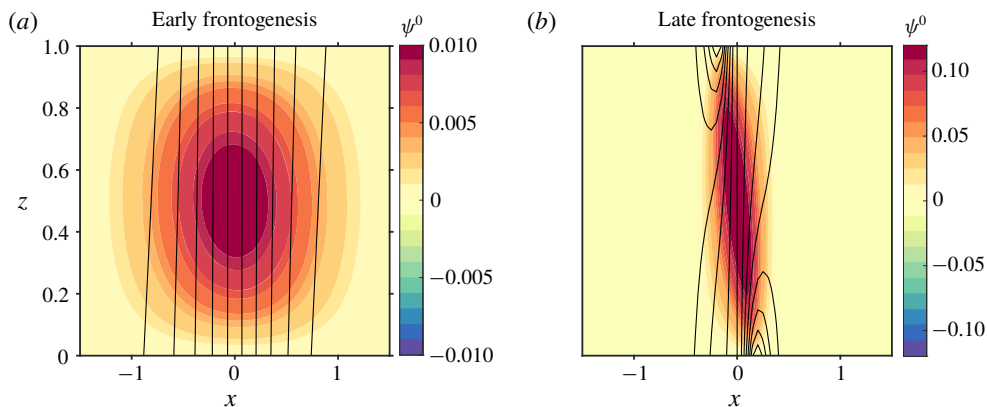 (a) Early frontogenesis ψ⁰
1.0 0.010
0.8 0.005
0.6
z 0
0.4
0.2 −0.005
0 −0.010
−1 0 1
x
(b) Late frontogenesis ψ⁰
0.10
0.05
0
−0.05
−0.10
−1 0 1
x